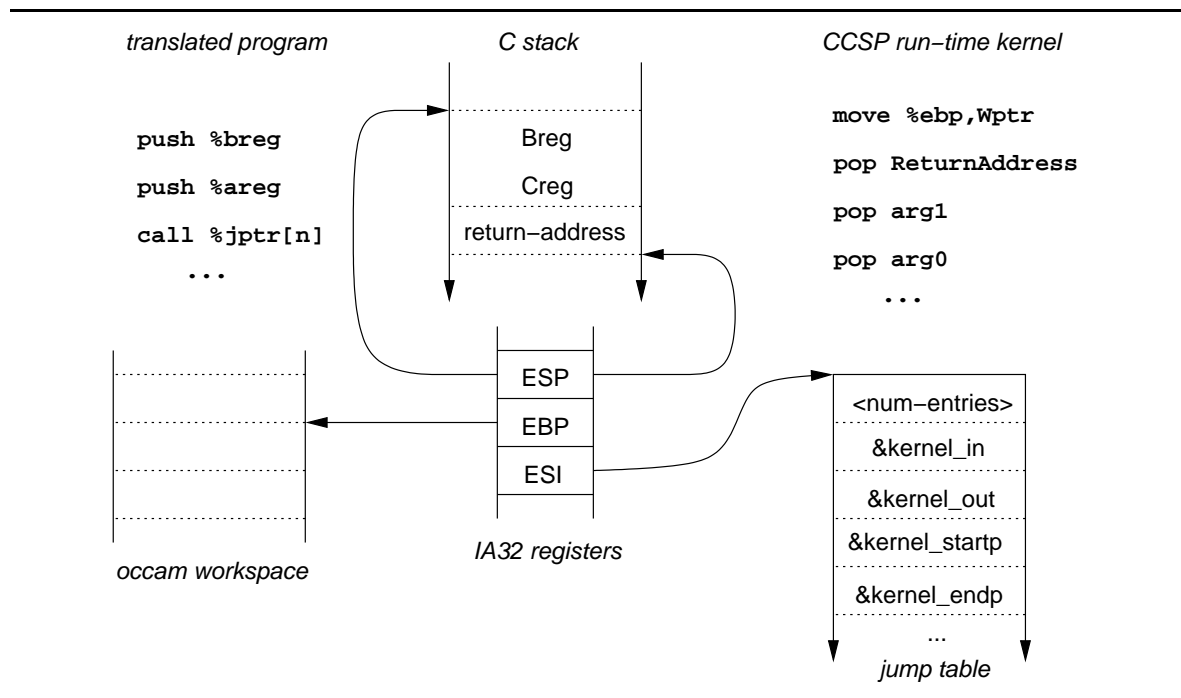 translated program
C stack
CCSP run−time kernel
push %breg
push %areg
call %jptr[n]
...
Breg
Creg
return−address
move %ebp,Wptr
pop ReturnAddress
pop arg1
pop arg0
...
ESP
EBP
ESI
IA32 registers
occam workspace
<num−entries>
&kernel_in
&kernel_out
&kernel_startp
&kernel_endp
...
jump table